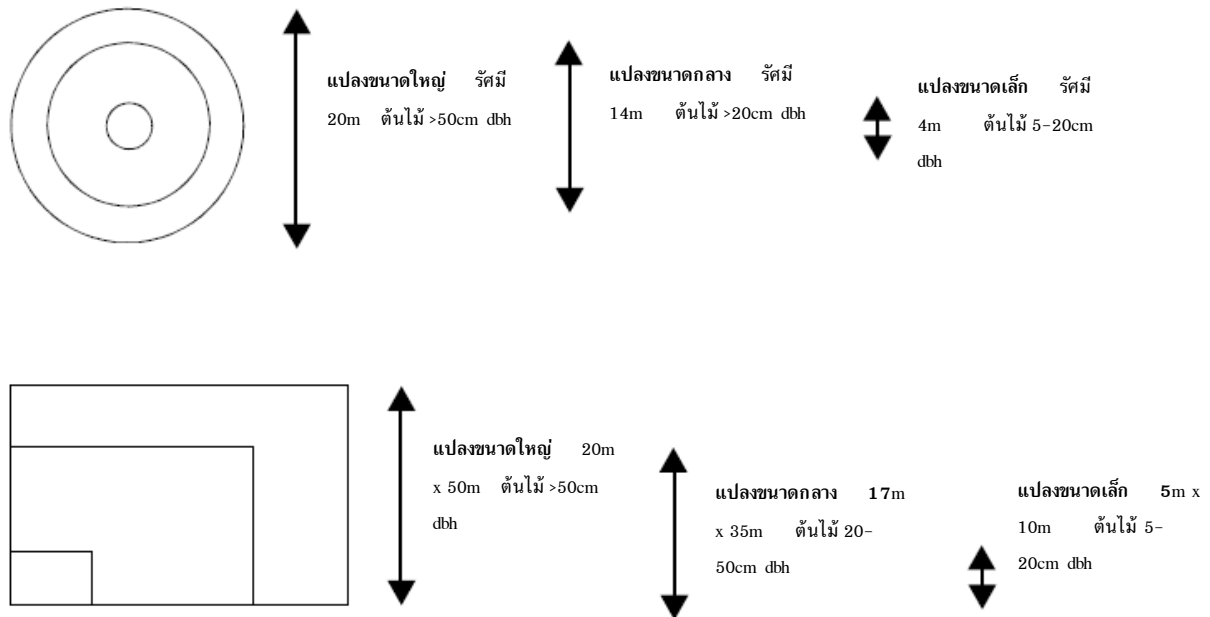 แปลงขนาดใหญ่ รัศมี
20m ต้นไม้ >50cm dbh
แปลงขนาดกลาง รัศมี
14m ต้นไม้ >20cm dbh
แปลงขนาดเล็ก รัศมี
4m ต้นไม้ 5-20cm
dbh
แปลงขนาดใหญ่ 20m
x 50m ต้นไม้ >50cm
dbh
แปลงขนาดกลาง 17m
x 35m ต้นไม้ 20-
50cm dbh
แปลงขนาดเล็ก 5m x
10m ต้นไม้ 5-
20cm dbh